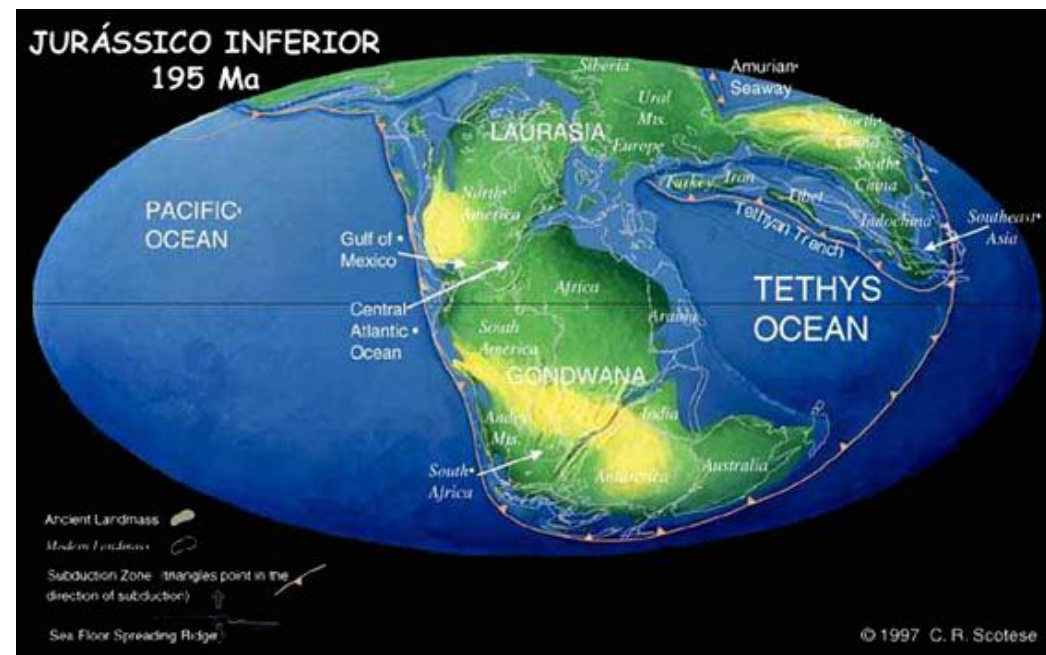 JURÁSSICO INFERIOR
195 Ma
Siberia
Amurian
Seaway
Ural
Mts.
North
China
LAURASIA
Europe
South
China
Turkey
Iran
Tibet
North
America
Indochina
Southeast
Asia
PACIFIC
OCEAN
Tethyan Trench
Gulf of
Mexico
TETHYS
OCEAN
Africa
Arabia
Central
Atlantic
Ocean
South
America
GONDWANA
India
Andes
Mts.
South
Africa
Antarctica
Australia
Ancient Landmass
Modern Landmass
Subduction Zone (triangles point in the
direction of subduction)
Sea Floor Spreading Ridge
© 1997 C. R. Scotese